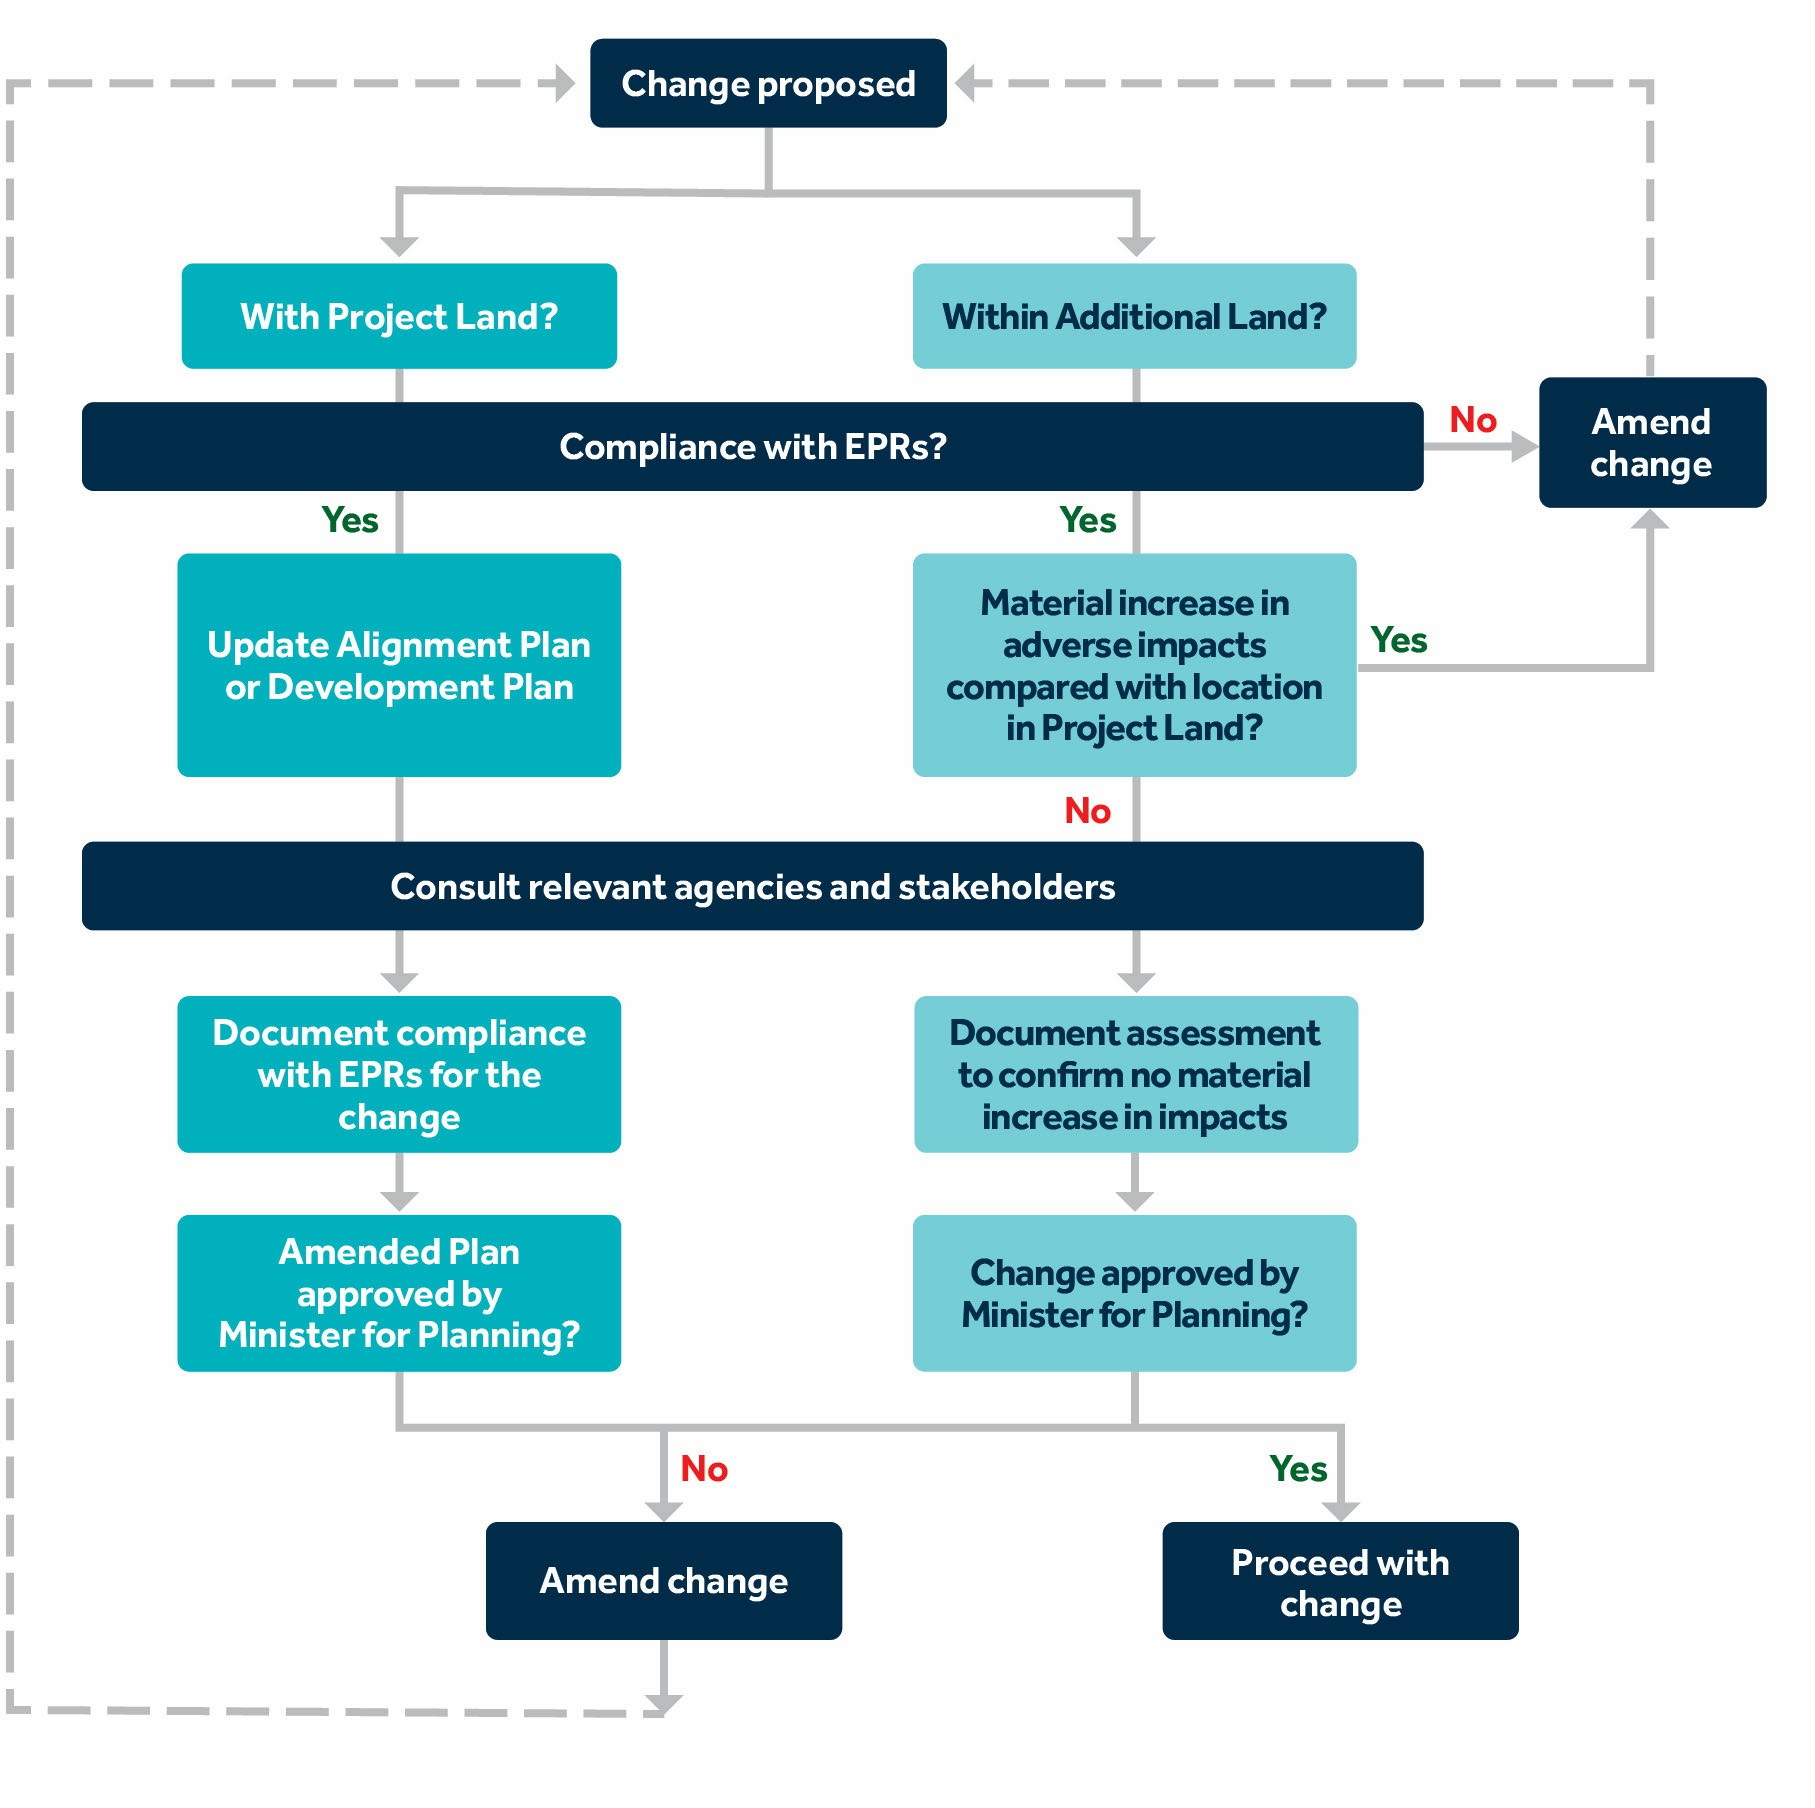 Change proposed
With Project Land?
Within Additional Land?
Compliance with EPRs?
No
Amend
change
Yes
Yes
Update Alignment Plan
or Development Plan
Material increase in
adverse impacts
compared with location
in Project Land?
Yes
No
Consult relevant agencies and stakeholders
Document compliance
with EPRs for the
change
Document assessment
to confirm no material
increase in impacts
Amended Plan
approved by
Minister for Planning?
Change approved by
Minister for Planning?
No
Yes
Amend change
Proceed with
change